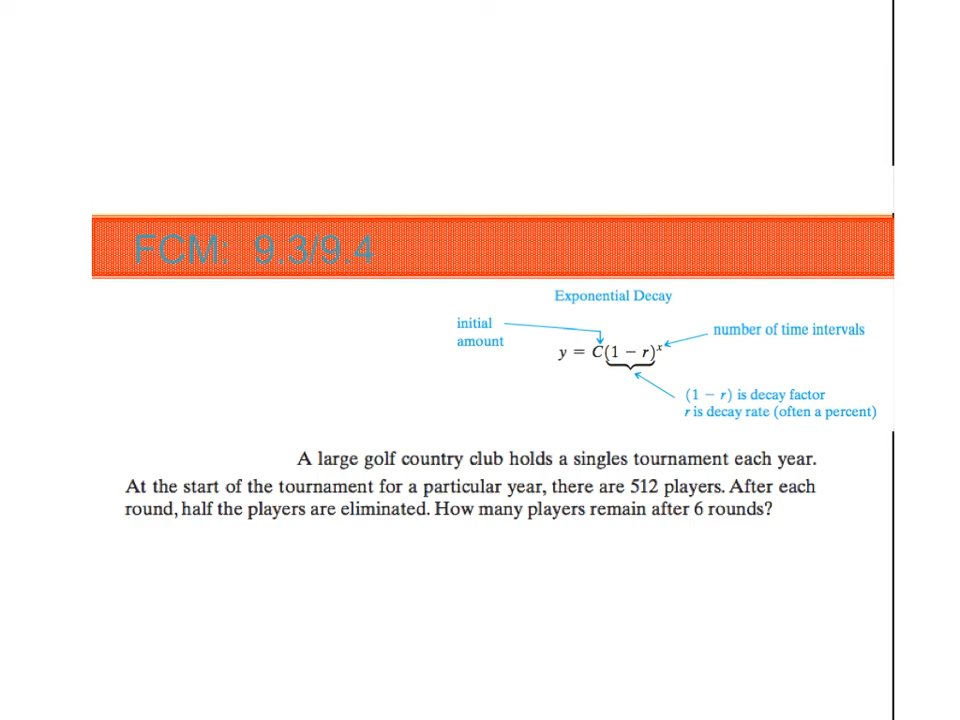 FCM: 9.3/9.4
Exponential Decay
initial
amount
number of time intervals
y = C(1 − r)ˣ
(1 − r) is decay factor
r is decay rate (often a percent)
A large golf country club holds a singles tournament each year.
At the start of the tournament for a particular year, there are 512 players. After each
round, half the players are eliminated. How many players remain after 6 rounds?